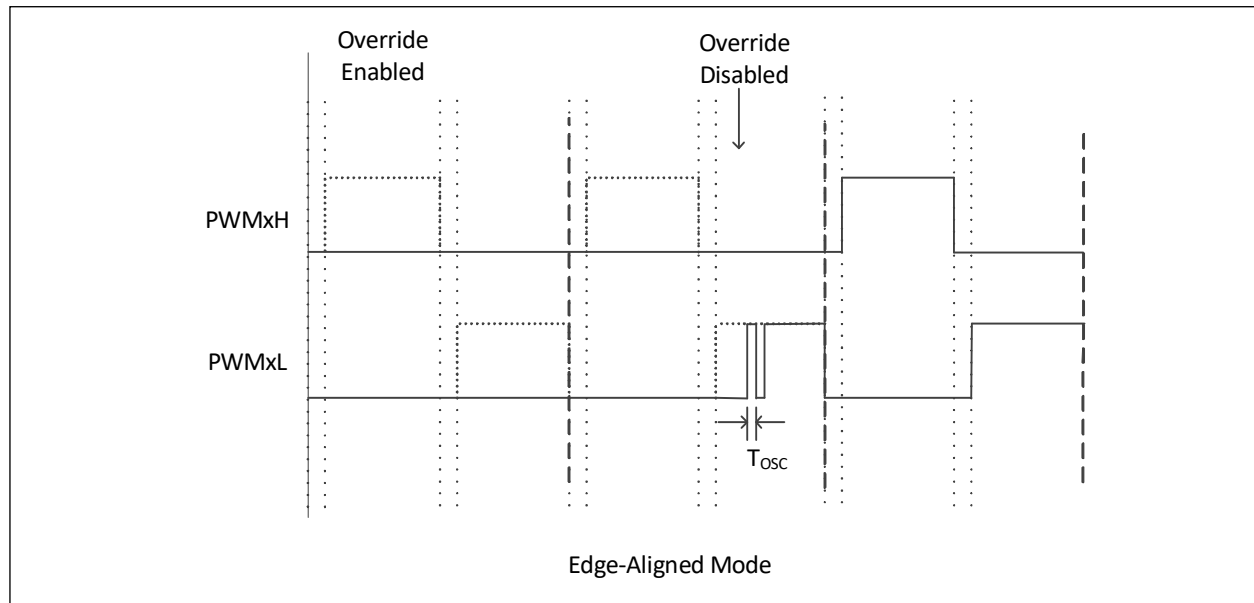 Override
Enabled
Override
Disabled
PWMxH
PWMxL
TOSC
Edge-Aligned Mode